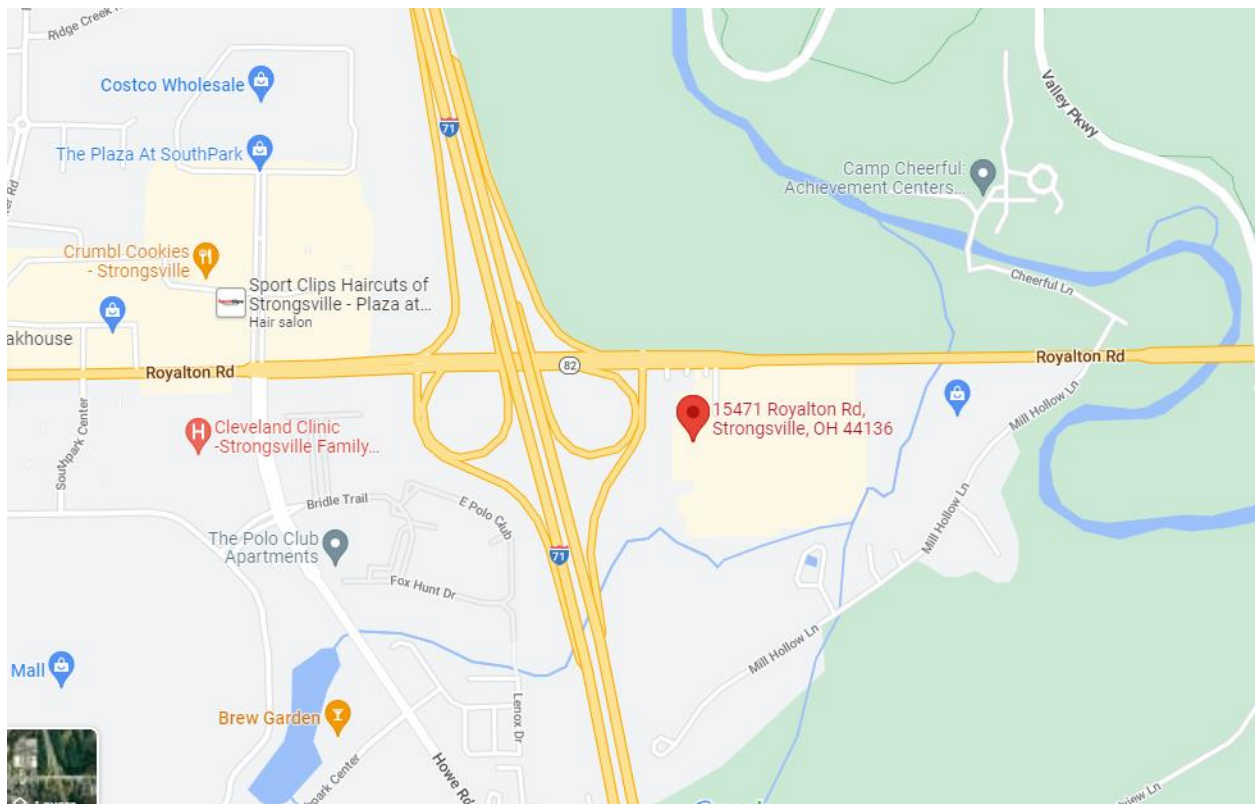 Ridge Creek
Costco Wholesale
71
Valley Pkwy
The Plaza At SouthPark
Camp Cheerful:
Achievement Centers...
Rd
Crumbl Cookies
- Strongsville
Sport Clips Haircuts of
Strongsville - Plaza at...
Hair salon
Cheerful Ln
akhouse
Royalton Rd
82
Royalton Rd
15471 Royalton Rd,
Strongsville, OH 44136
H
Cleveland Clinic
-Strongsville Family...
Southpark Center
Mill Hollow Ln
Bridle Trail
E Polo Club
The Polo Club
Apartments
71
Mill Hollow Ln
Fox Hunt Dr
Mill Hollow Ln
Mall
Brew Garden
Lenox Dr
park Center
Howe Rd
view Ln